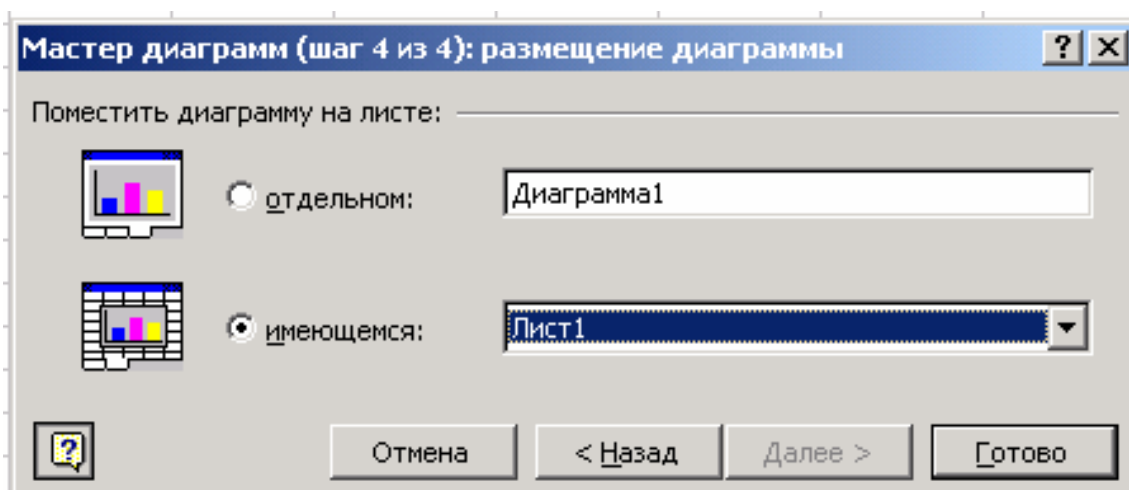 Мастер диаграмм (шаг 4 из 4): размещение диаграммы
Поместить диаграмму на листе:
отдельном: Диаграмма1
имеющемся: Лист1
Отмена < Назад Далее > Готово